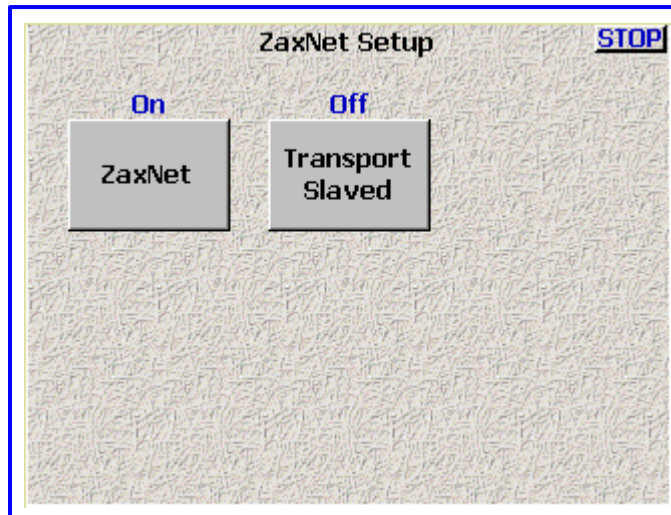 ZaxNet Setup
STOP
On
Off
ZaxNet
Transport
Slaved